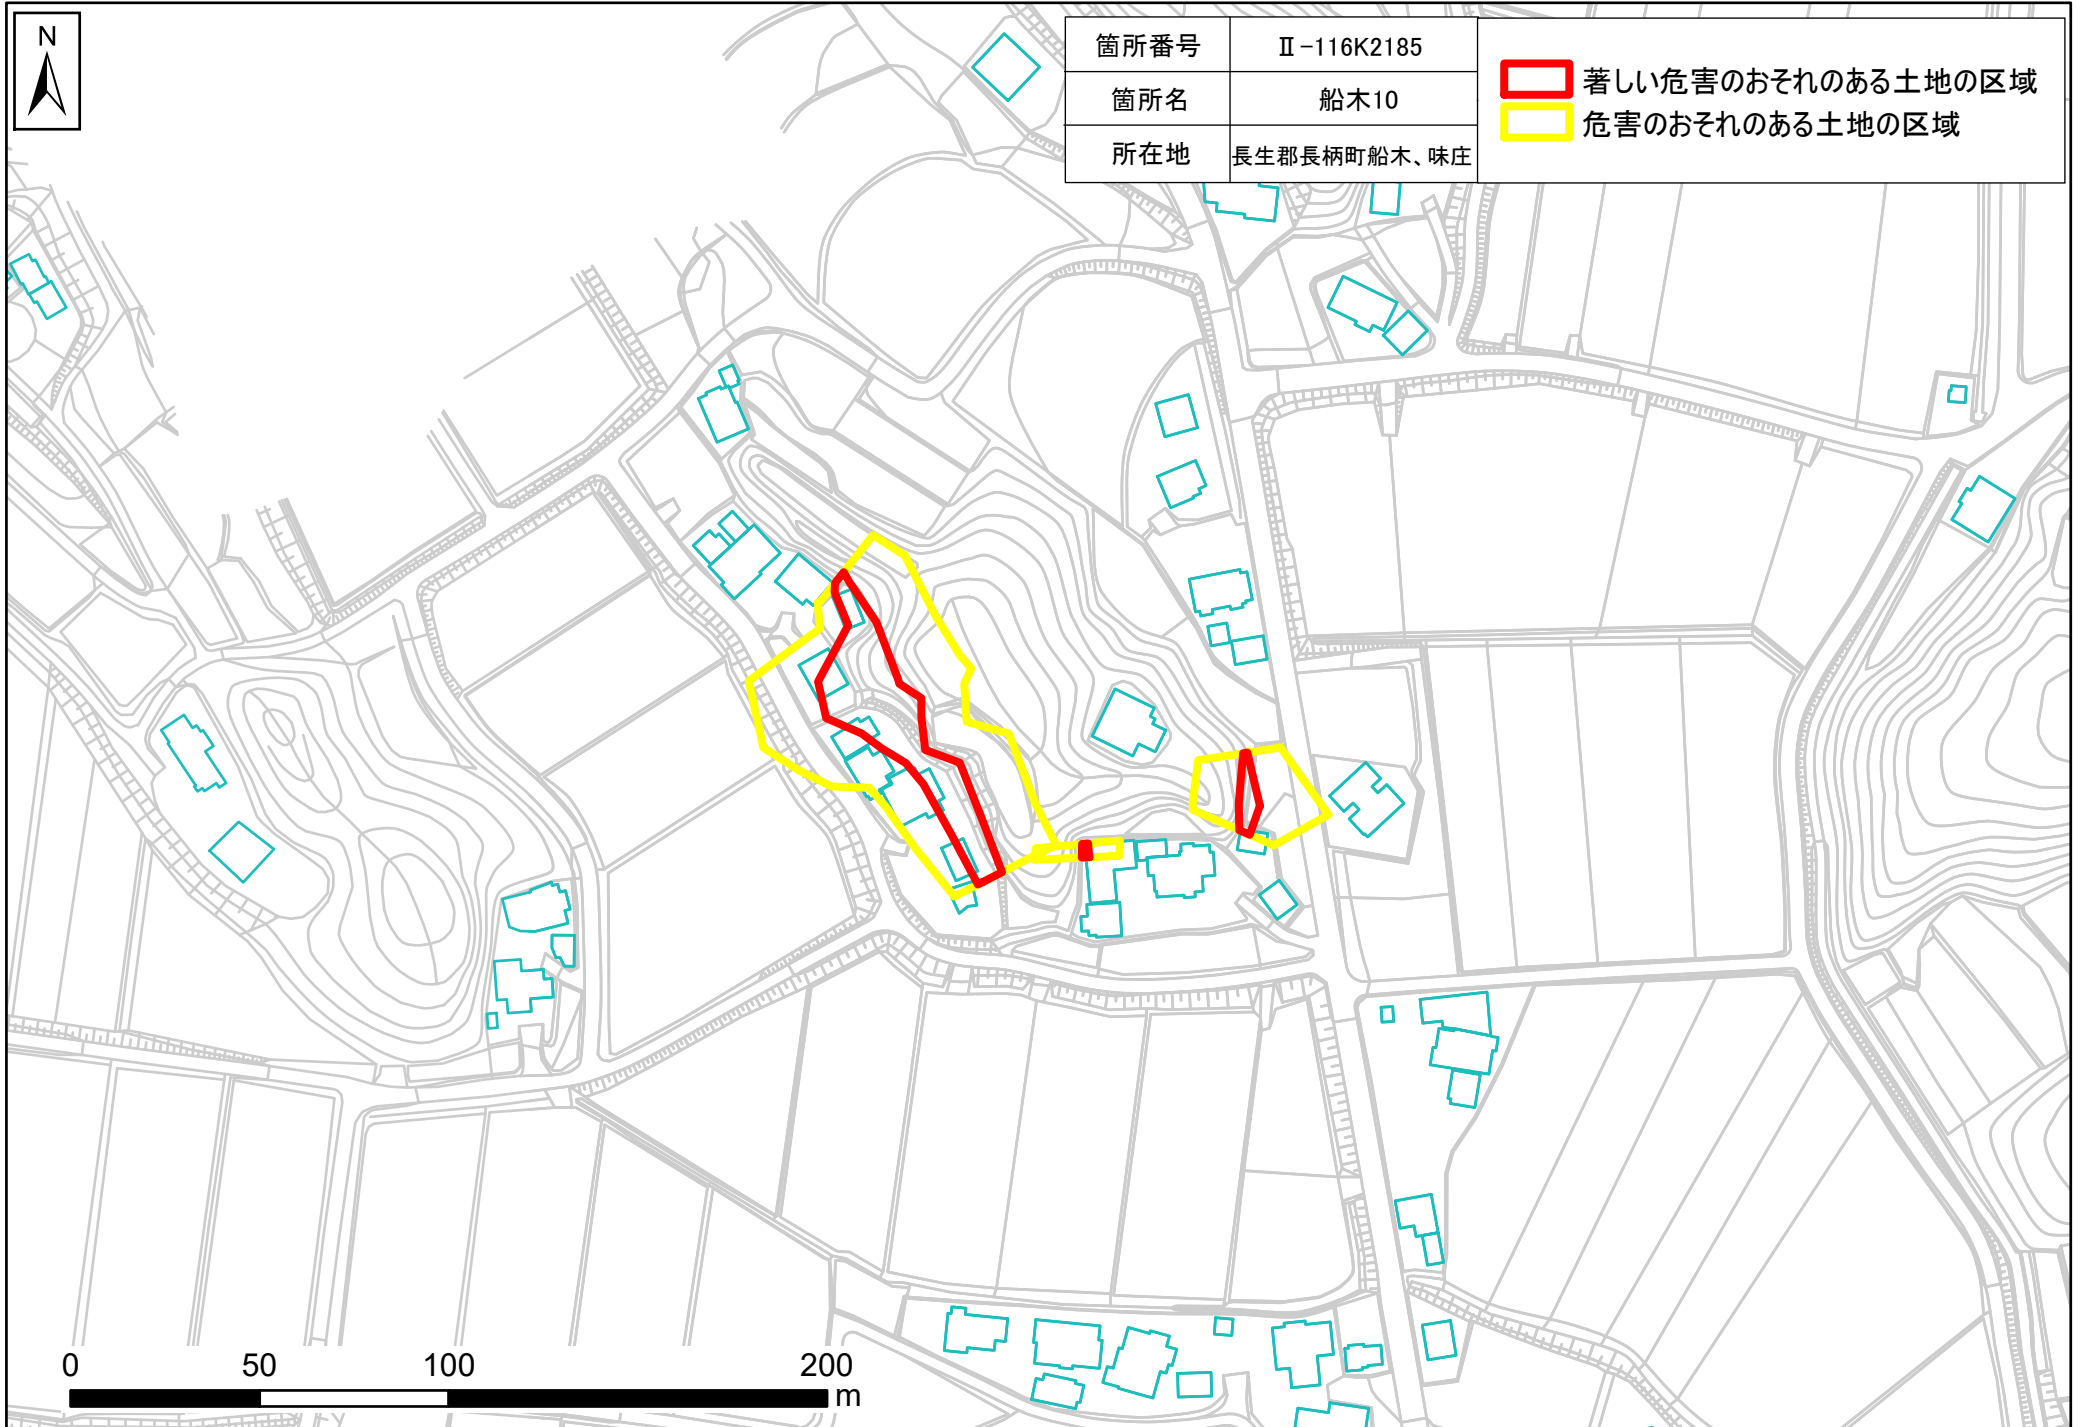 N
箇所番号 Ⅱ-116K2185
箇所名 船木10
所在地 長生郡長柄町船木、味庄
著しい危害のおそれのある土地の区域
危害のおそれのある土地の区域
0 50 100 200
m